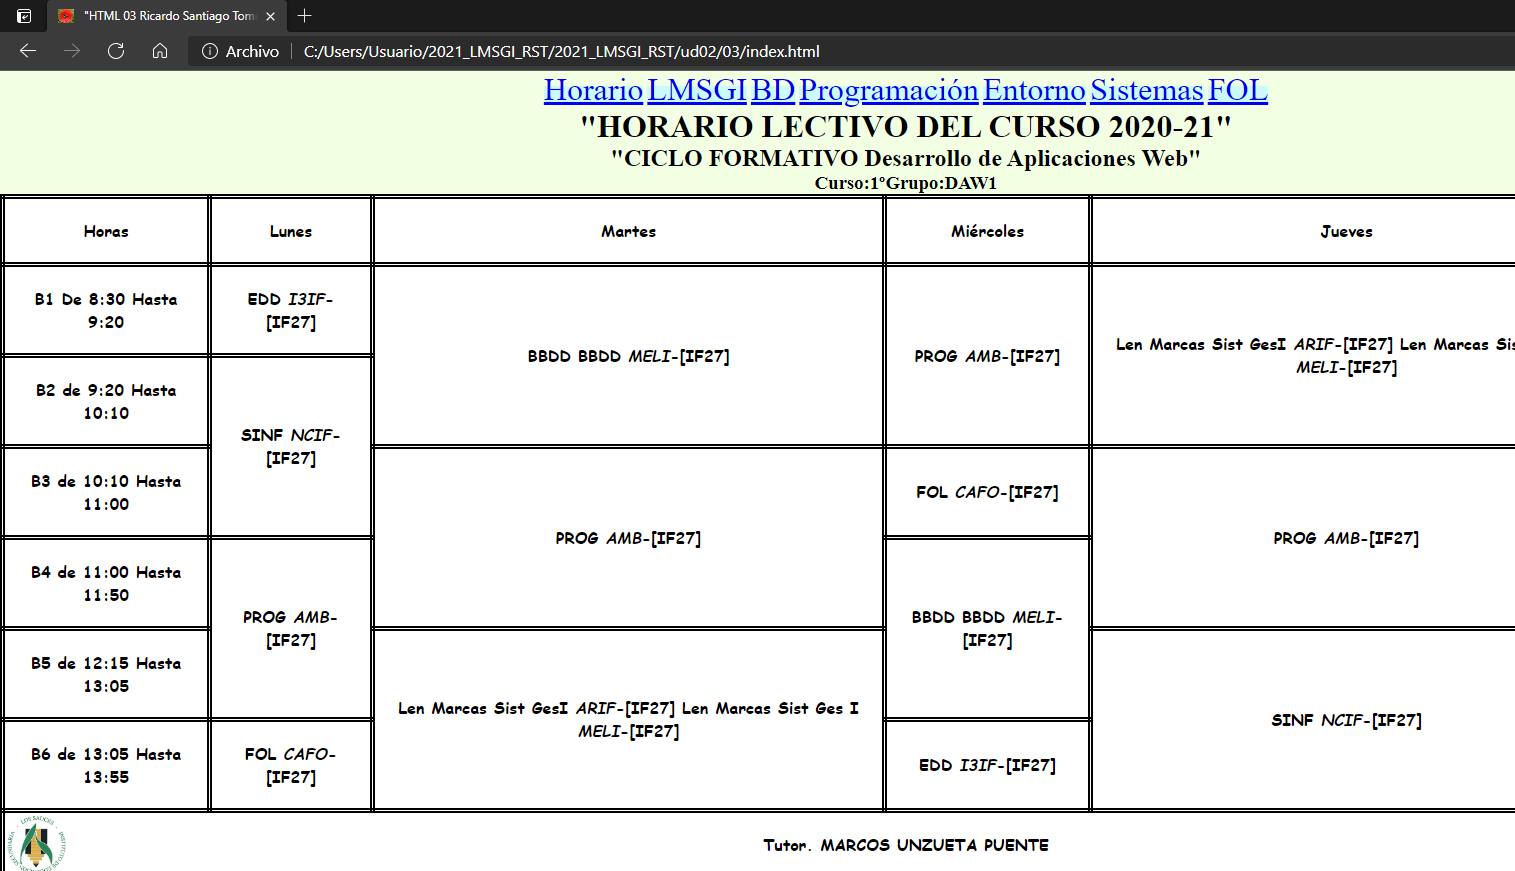 "HTML 03 Ricardo Santiago Tom
Archivo C:/Users/Usuario/2021_LMSGI_RST/2021_LMSGI_RST/ud02/03/index.html
Horario LMSGI BD Programación Entorno Sistemas FOL
"HORARIO LECTIVO DEL CURSO 2020-21"
"CICLO FORMATIVO Desarrollo de Aplicaciones Web"
Curso:1ºGrupo:DAW1
Horas Lunes Martes Miércoles Jueves
B1 De 8:30 Hasta
9:20
EDD I3IF-
[IF27]
BBDD BBDD MELI-[IF27]
PROG AMB-[IF27]
Len Marcas Sist GesI ARIF-[IF27] Len Marcas Sis
MELI-[IF27]
B2 de 9:20 Hasta
10:10
SINF NCIF-
[IF27]
B3 de 10:10 Hasta
11:00
PROG AMB-[IF27]
FOL CAFO-[IF27]
PROG AMB-[IF27]
B4 de 11:00 Hasta
11:50
PROG AMB-
[IF27]
BBDD BBDD MELI-
[IF27]
B5 de 12:15 Hasta
13:05
Len Marcas Sist GesI ARIF-[IF27] Len Marcas Sist Ges I
MELI-[IF27]
SINF NCIF-[IF27]
B6 de 13:05 Hasta
13:55
FOL CAFO-
[IF27]
EDD I3IF-[IF27]
LOS SAUCES
Tutor. MARCOS UNZUETA PUENTE